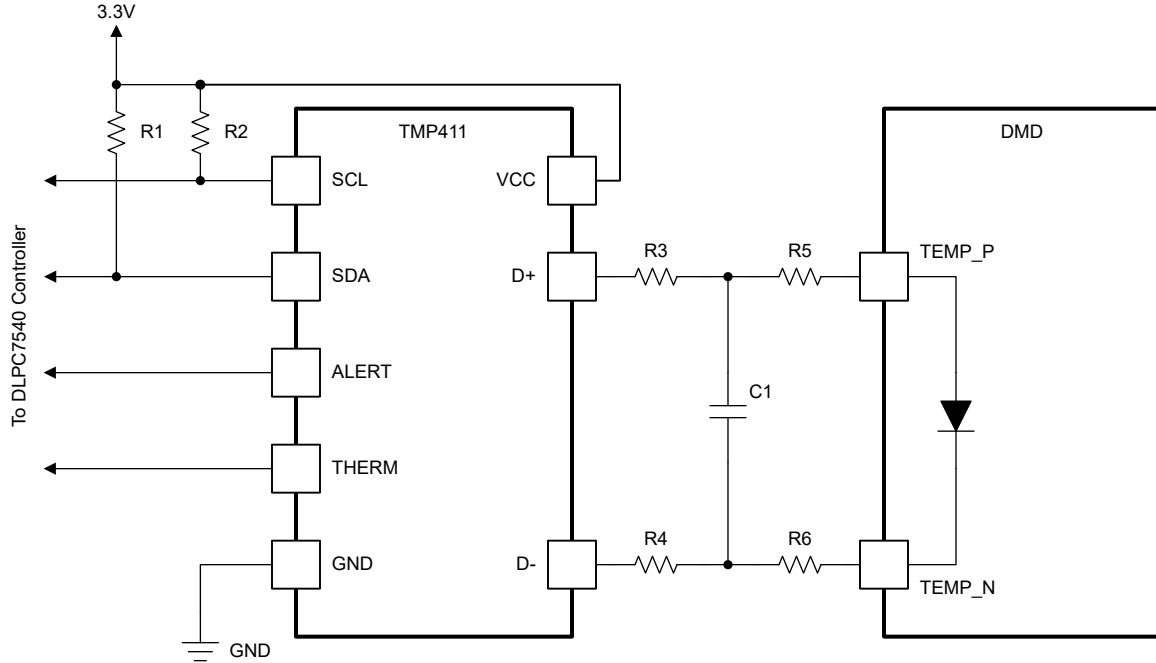 3.3V
R1
R2
TMP411
DMD
SCL
VCC
To DLPC7540 Controller
SDA
D+
R3
R5
TEMP_P
ALERT
C1
THERM
GND
D-
R4
R6
TEMP_N
GND